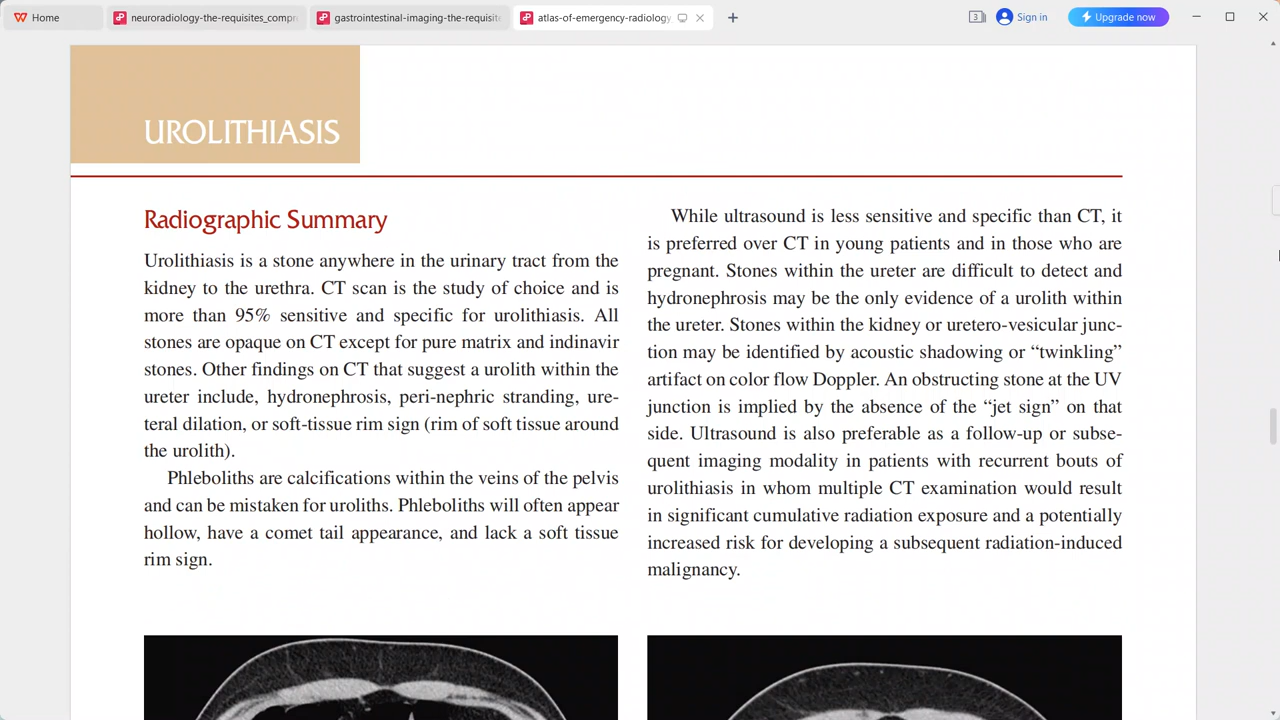 Home
neuroradiology-the-requisites_compr
gastrointestinal-imaging-the-requisite
atlas-of-emergency-radiology
3
Sign in
Upgrade now
UROLITHIASIS
Radiographic Summary
Urolithiasis is a stone anywhere in the urinary tract from the
kidney to the urethra. CT scan is the study of choice and is
more than 95% sensitive and specific for urolithiasis. All
stones are opaque on CT except for pure matrix and indinavir
stones. Other findings on CT that suggest a urolith within the
ureter include, hydronephrosis, peri-nephric stranding, ure-
teral dilation, or soft-tissue rim sign (rim of soft tissue around
the urolith).
Phleboliths are calcifications within the veins of the pelvis
and can be mistaken for uroliths. Phleboliths will often appear
hollow, have a comet tail appearance, and lack a soft tissue
rim sign.
While ultrasound is less sensitive and specific than CT, it
is preferred over CT in young patients and in those who are
pregnant. Stones within the ureter are difficult to detect and
hydronephrosis may be the only evidence of a urolith within
the ureter. Stones within the kidney or uretero-vesicular junc-
tion may be identified by acoustic shadowing or “twinkling”
artifact on color flow Doppler. An obstructing stone at the UV
junction is implied by the absence of the “jet sign” on that
side. Ultrasound is also preferable as a follow-up or subse-
quent imaging modality in patients with recurrent bouts of
urolithiasis in whom multiple CT examination would result
in significant cumulative radiation exposure and a potentially
increased risk for developing a subsequent radiation-induced
malignancy.